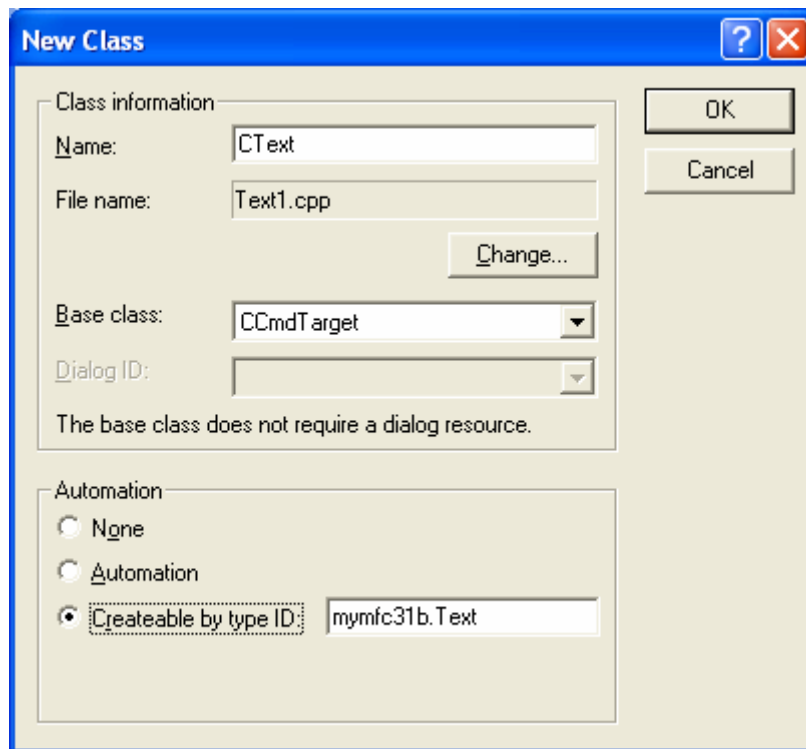 New Class
Class information
OK
Name: CText
Cancel
File name: Text1.cpp
Change...
Base class: CCmdTarget
Dialog ID:
The base class does not require a dialog resource.
Automation
None
Automation
Createable by type ID: mymfc31b.Text